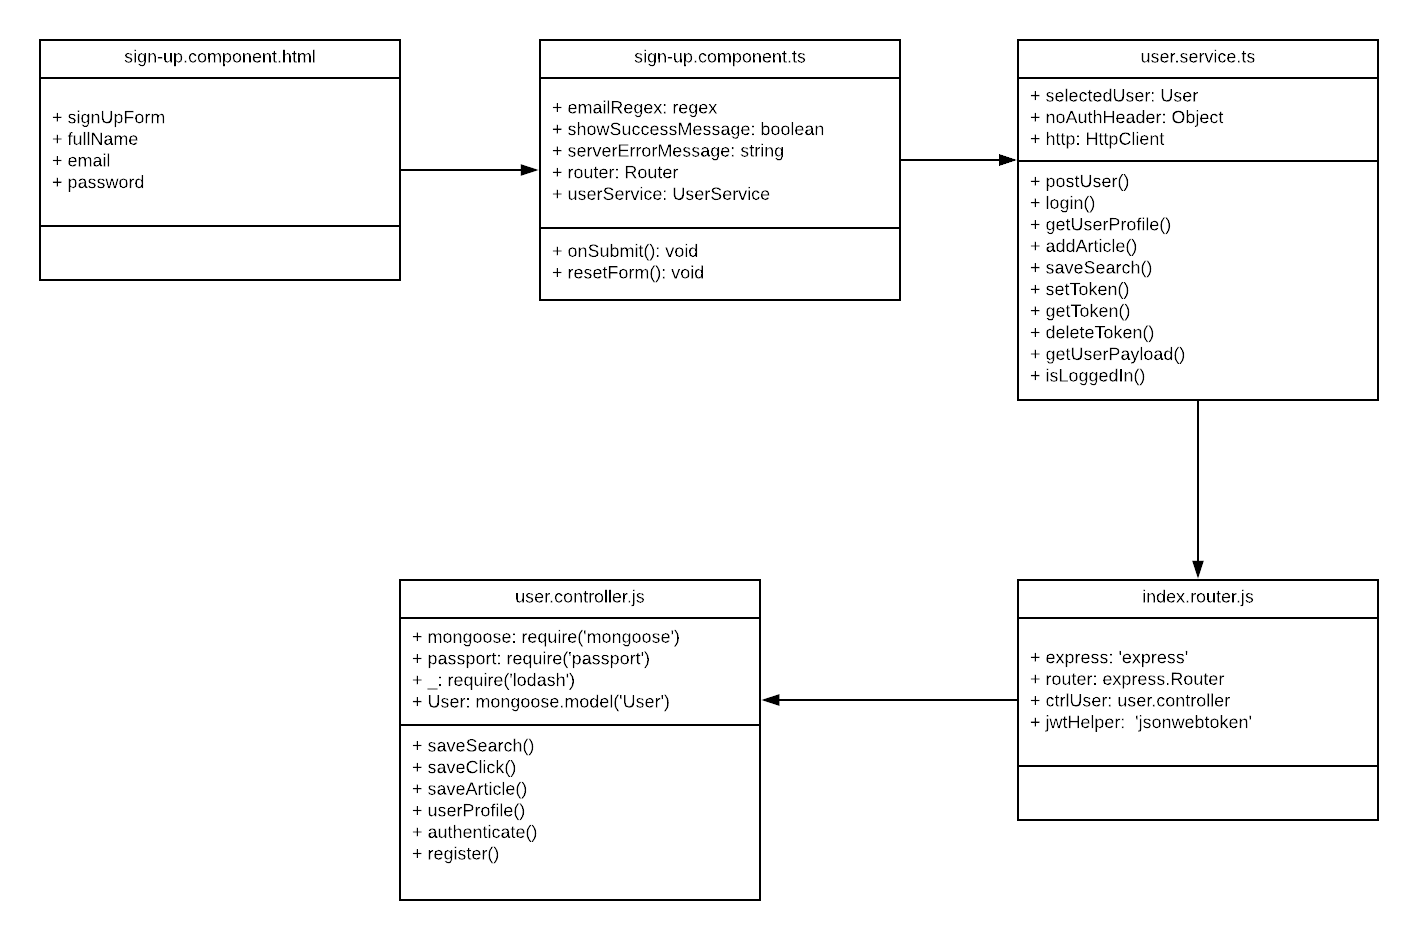 sign-up.component.html
+ signUpForm
+ fullName
+ email
+ password
sign-up.component.ts
+ emailRegex: regex
+ showSuccessMessage: boolean
+ serverErrorMessage: string
+ router: Router
+ userService: UserService
+ onSubmit(): void
+ resetForm(): void
user.service.ts
+ selectedUser: User
+ noAuthHeader: Object
+ http: HttpClient
+ postUser()
+ login()
+ getUserProfile()
+ addArticle()
+ saveSearch()
+ setToken()
+ getToken()
+ deleteToken()
+ getUserPayload()
+ isLoggedIn()
user.controller.js
+ mongoose: require('mongoose')
+ passport: require('passport')
+ _: require('lodash')
+ User: mongoose.model('User')
+ saveSearch()
+ saveClick()
+ saveArticle()
+ userProfile()
+ authenticate()
+ register()
index.router.js
+ express: 'express'
+ router: express.Router
+ ctrlUser: user.controller
+ jwtHelper:  'jsonwebtoken'